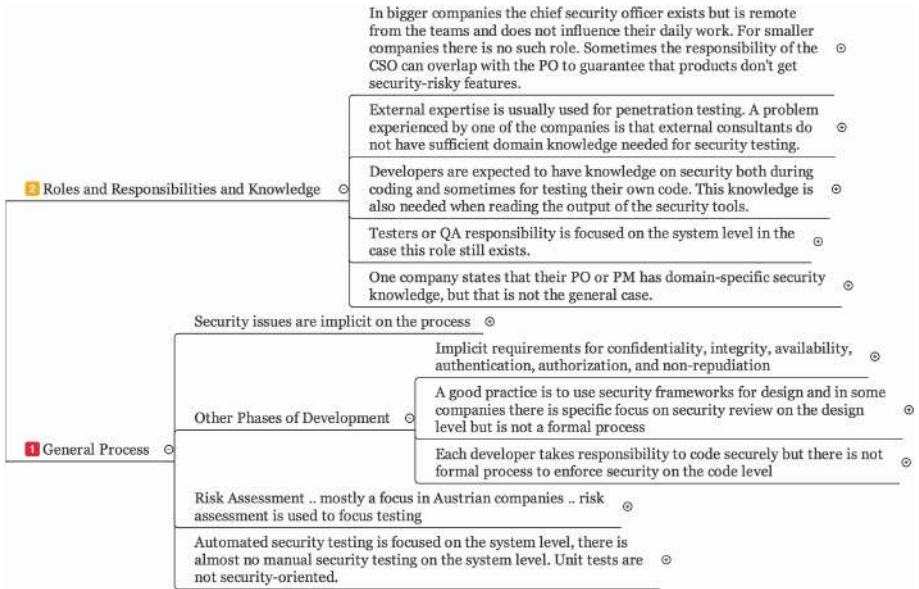 In bigger companies the chief security officer exists but is remote
from the teams and does not influence their daily work. For smaller
companies there is no such role. Sometimes the responsibility of the
CSO can overlap with the PO to guarantee that products don't get
security-risky features.
External expertise is usually used for penetration testing. A problem
experienced by one of the companies is that external consultants do
not have sufficient domain knowledge needed for security testing.
2 Roles and Responsibilities and Knowledge
Developers are expected to have knowledge on security both during
coding and sometimes for testing their own code. This knowledge is
also needed when reading the output of the security tools.
Testers or QA responsibility is focused on the system level in the
case this role still exists.
One company states that their PO or PM has domain-specific security
knowledge, but that is not the general case.
1 General Process
Security issues are implicit on the process
Other Phases of Development
Implicit requirements for confidentiality, integrity, availability,
authentication, authorization, and non-repudiation
A good practice is to use security frameworks for design and in some
companies there is specific focus on security review on the design
level but is not a formal process
Each developer takes responsibility to code securely but there is not
formal process to enforce security on the code level
Risk Assessment .. mostly a focus in Austrian companies .. risk
assessment is used to focus testing
Automated security testing is focused on the system level, there is
almost no manual security testing on the system level. Unit tests are
not security-oriented.